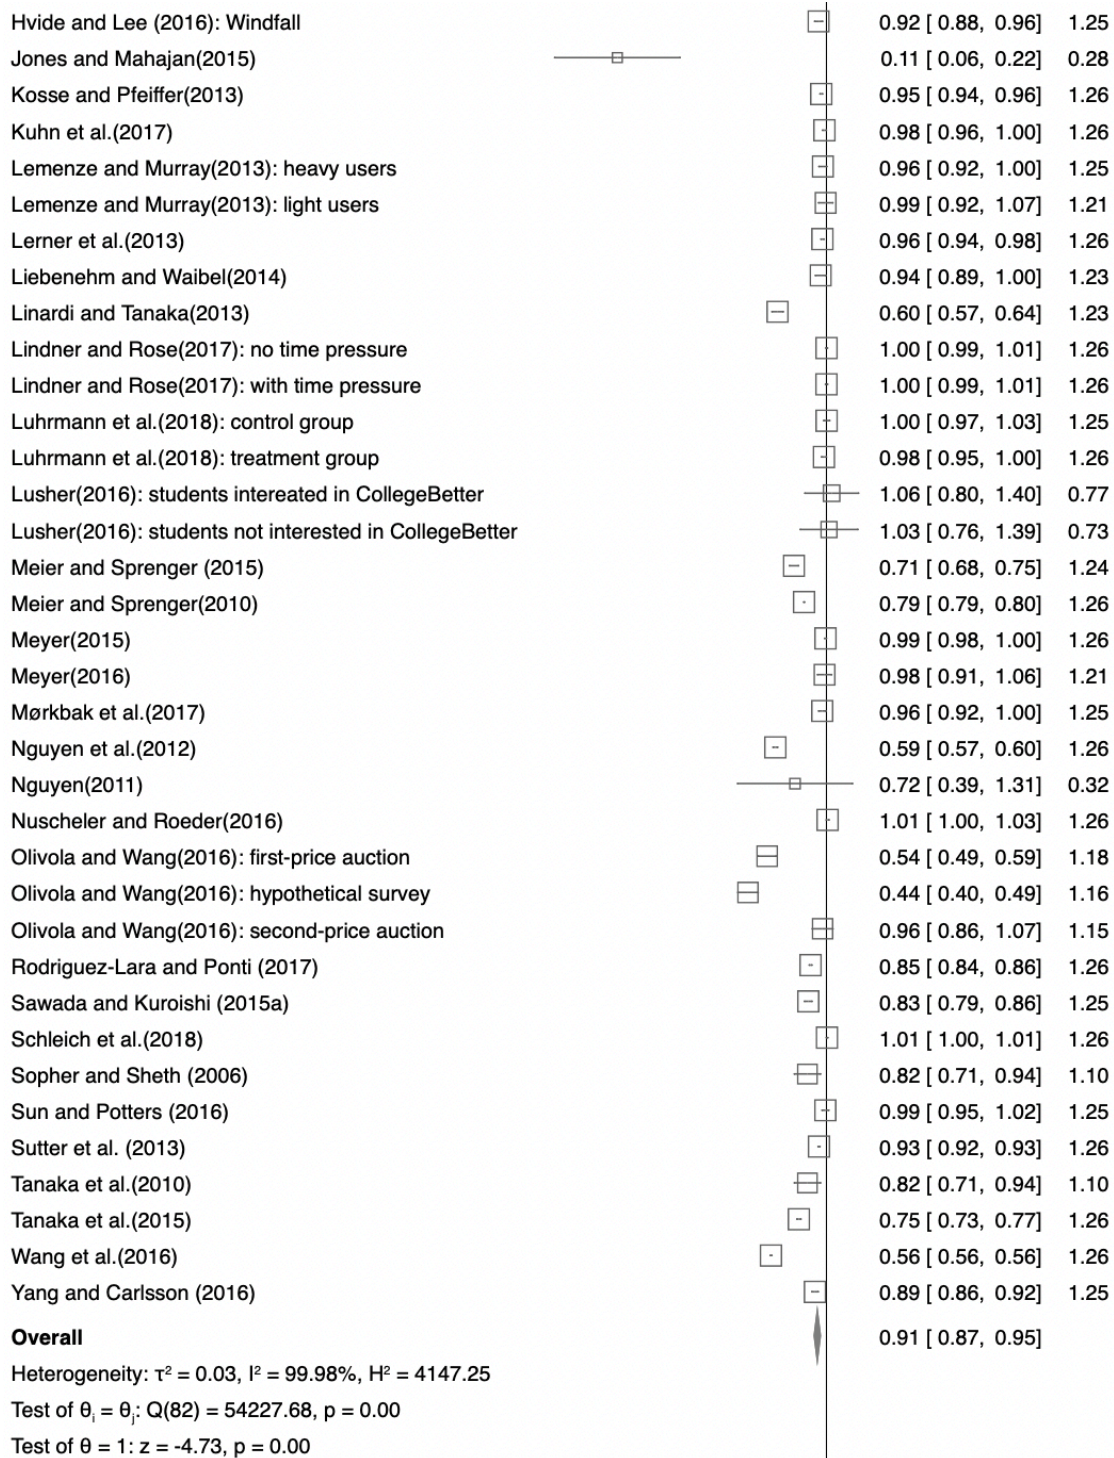 Hvide and Lee (2016): Windfall 0.92 [ 0.88, 0.96] 1.25
Jones and Mahajan(2015) 0.11 [ 0.06, 0.22] 0.28
Kosse and Pfeiffer(2013) 0.95 [ 0.94, 0.96] 1.26
Kuhn et al.(2017) 0.98 [ 0.96, 1.00] 1.26
Lemenze and Murray(2013): heavy users 0.96 [ 0.92, 1.00] 1.25
Lemenze and Murray(2013): light users 0.99 [ 0.92, 1.07] 1.21
Lerner et al.(2013) 0.96 [ 0.94, 0.98] 1.26
Liebenehm and Waibel(2014) 0.94 [ 0.89, 1.00] 1.23
Linardi and Tanaka(2013) 0.60 [ 0.57, 0.64] 1.23
Lindner and Rose(2017): no time pressure 1.00 [ 0.99, 1.01] 1.26
Lindner and Rose(2017): with time pressure 1.00 [ 0.99, 1.01] 1.26
Luhrmann et al.(2018): control group 1.00 [ 0.97, 1.03] 1.25
Luhrmann et al.(2018): treatment group 0.98 [ 0.95, 1.00] 1.26
Lusher(2016): students intereated in CollegeBetter 1.06 [ 0.80, 1.40] 0.77
Lusher(2016): students not interested in CollegeBetter 1.03 [ 0.76, 1.39] 0.73
Meier and Sprenger (2015) 0.71 [ 0.68, 0.75] 1.24
Meier and Sprenger(2010) 0.79 [ 0.79, 0.80] 1.26
Meyer(2015) 0.99 [ 0.98, 1.00] 1.26
Meyer(2016) 0.98 [ 0.91, 1.06] 1.21
Mørkbak et al.(2017) 0.96 [ 0.92, 1.00] 1.25
Nguyen et al.(2012) 0.59 [ 0.57, 0.60] 1.26
Nguyen(2011) 0.72 [ 0.39, 1.31] 0.32
Nuscheler and Roeder(2016) 1.01 [ 1.00, 1.03] 1.26
Olivola and Wang(2016): first-price auction 0.54 [ 0.49, 0.59] 1.18
Olivola and Wang(2016): hypothetical survey 0.44 [ 0.40, 0.49] 1.16
Olivola and Wang(2016): second-price auction 0.96 [ 0.86, 1.07] 1.15
Rodriguez-Lara and Ponti (2017) 0.85 [ 0.84, 0.86] 1.26
Sawada and Kuroishi (2015a) 0.83 [ 0.79, 0.86] 1.25
Schleich et al.(2018) 1.01 [ 1.00, 1.01] 1.26
Sopher and Sheth (2006) 0.82 [ 0.71, 0.94] 1.10
Sun and Potters (2016) 0.99 [ 0.95, 1.02] 1.25
Sutter et al. (2013) 0.93 [ 0.92, 0.93] 1.26
Tanaka et al.(2010) 0.82 [ 0.71, 0.94] 1.10
Tanaka et al.(2015) 0.75 [ 0.73, 0.77] 1.26
Wang et al.(2016) 0.56 [ 0.56, 0.56] 1.26
Yang and Carlsson (2016) 0.89 [ 0.86, 0.92] 1.25
Overall 0.91 [ 0.87, 0.95]
Heterogeneity: τ² = 0.03, I² = 99.98%, H² = 4147.25
Test of θᵢ = θⱼ: Q(82) = 54227.68, p = 0.00
Test of θ = 1: z = -4.73, p = 0.00